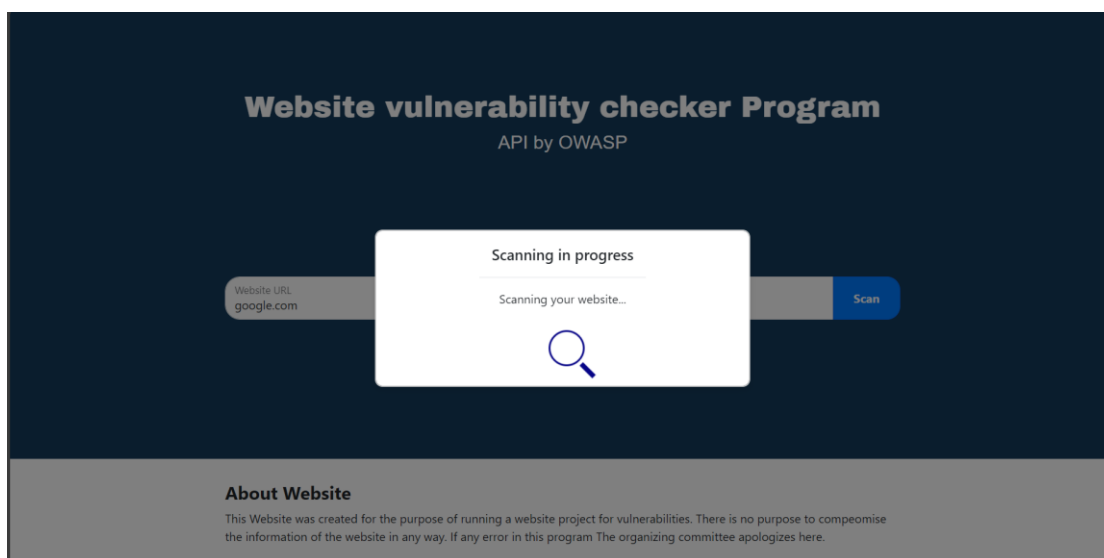 Website vulnerability checker Program
API by OWASP
Scanning in progress
Scanning your website...
Website URL
google.com
Scan
About Website
This Website was created for the purpose of running a website project for vulnerabilities. There is no purpose to compeomise
the information of the website in any way. If any error in this program The organizing committee apologizes here.